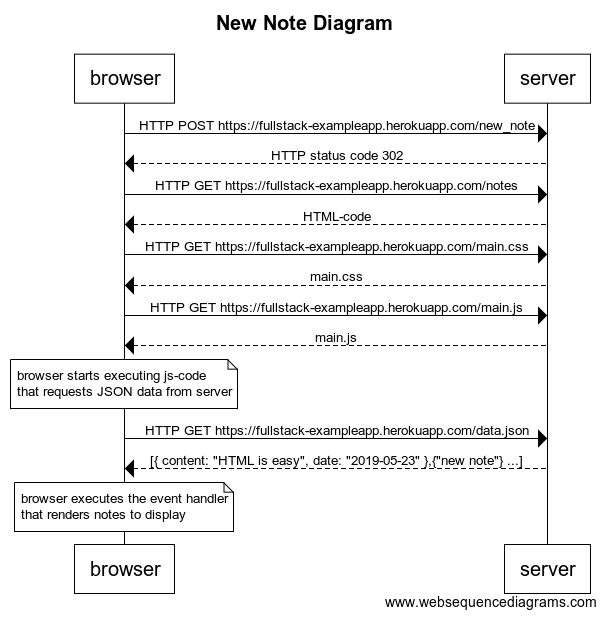 New Note Diagram
browser
server
HTTP POST https://fullstack-exampleapp.herokuapp.com/new_note
HTTP status code 302
HTTP GET https://fullstack-exampleapp.herokuapp.com/notes
HTML-code
HTTP GET https://fullstack-exampleapp.herokuapp.com/main.css
main.css
HTTP GET https://fullstack-exampleapp.herokuapp.com/main.js
main.js
browser starts executing js-code
that requests JSON data from server
HTTP GET https://fullstack-exampleapp.herokuapp.com/data.json
[{ content: "HTML is easy", date: "2019-05-23" },{"new note"} ...]
browser executes the event handler
that renders notes to display
browser
server
www.websequencediagrams.com